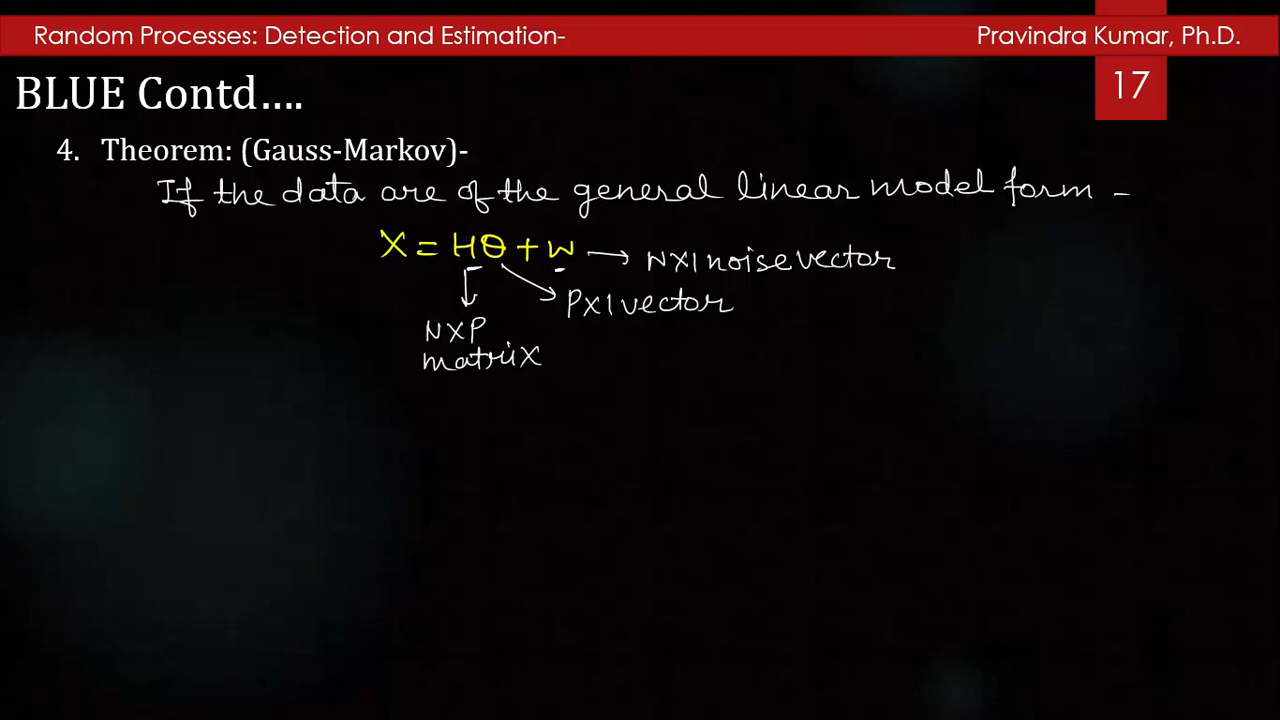 Random Processes: Detection and Estimation-
Pravindra Kumar, Ph.D.
BLUE Contd....
17
4. Theorem: (Gauss-Markov)-
If the data are of the general linear model form -
X = Hθ + w → NX1 noise vector
PX1 vector
NXP
matriix